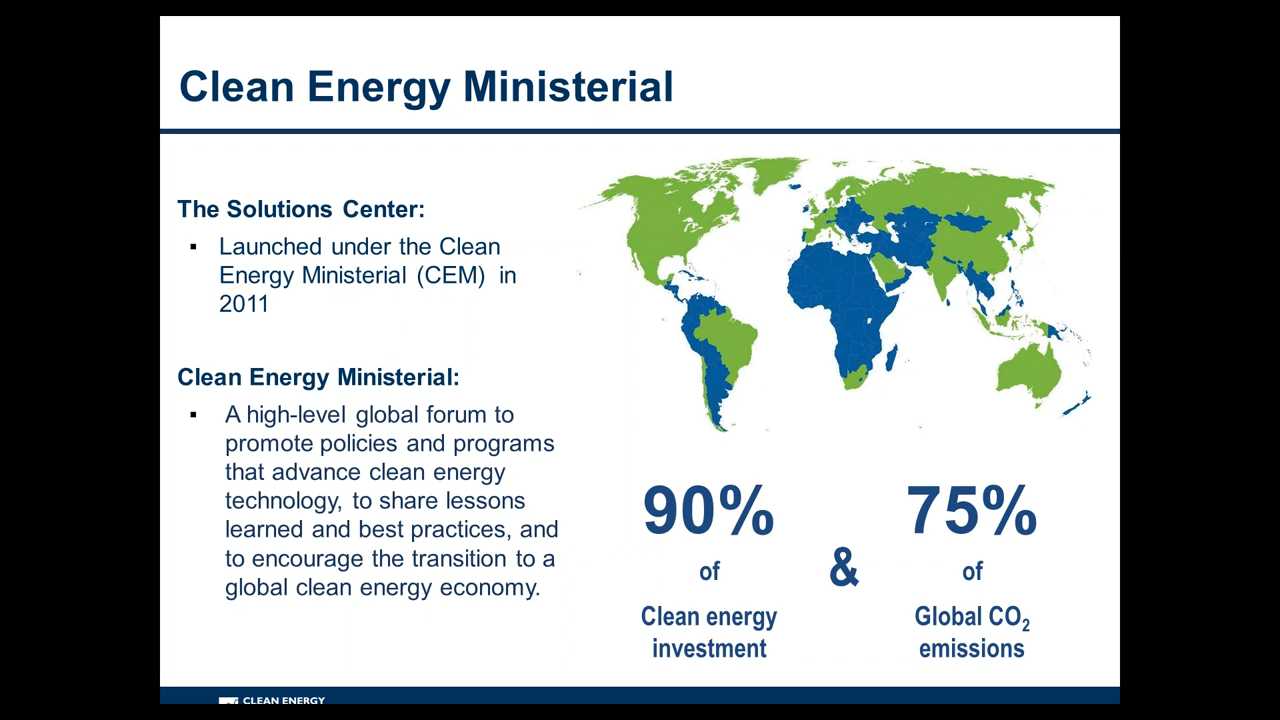 Clean Energy Ministerial
The Solutions Center:
▪ Launched under the Clean
Energy Ministerial (CEM) in
2011
Clean Energy Ministerial:
▪ A high-level global forum to
promote policies and programs
that advance clean energy
technology, to share lessons
learned and best practices, and
to encourage the transition to a
global clean energy economy.
90%
of
Clean energy
investment
&
75%
of
Global CO₂
emissions
CLEAN ENERGY